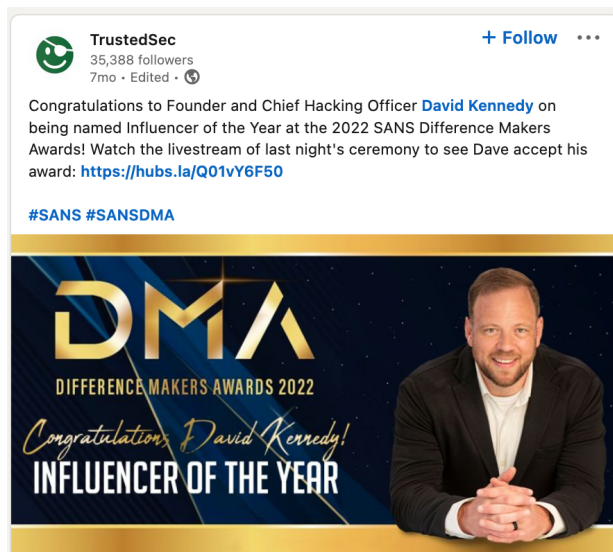 TrustedSec
+ Follow
35,388 followers
7mo • Edited •
Congratulations to Founder and Chief Hacking Officer David Kennedy on
being named Influencer of the Year at the 2022 SANS Difference Makers
Awards! Watch the livestream of last night's ceremony to see Dave accept his
award: https://hubs.la/Q01vY6F50
#SANS #SANSDMA
DMA
DIFFERENCE MAKERS AWARDS 2022
Congratulations, David Kennedy!
INFLUENCER OF THE YEAR